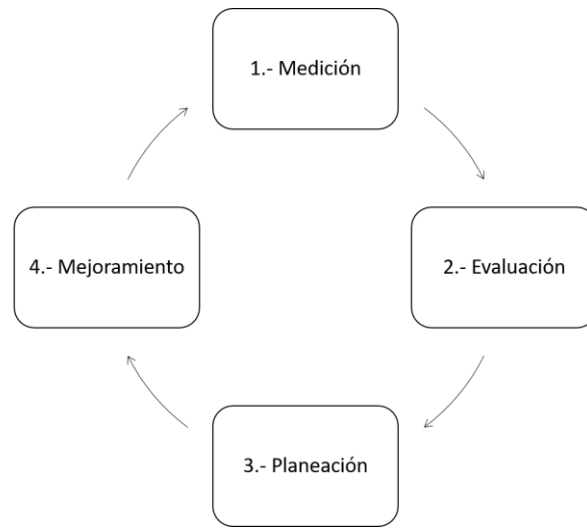 1.- Medición
2.- Evaluación
3.- Planeación
4.- Mejoramiento